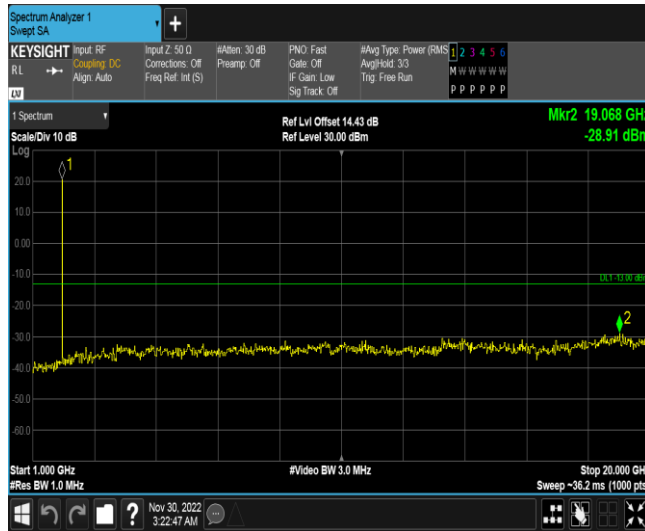 Spectrum Analyzer 1
Swept SA
+
KEYSIGHT Input: RF Input Z: 50 Ω #Atten: 30 dB PNO: Fast #Avg Type: Power (RMS 1 2 3 4 5 6
RL Coupling: DC Corrections: Off Preamp: Off Gate: Off Avg|Hold: 3/3 M W W W W W
Align: Auto Freq Ref: Int (S) IF Gain: Low Trig: Free Run
Sig Track: Off P P P P P P
LXI
1 Spectrum Ref Lvl Offset 14.43 dB Mkr2 19.068 GH
Scale/Div 10 dB Ref Level 30.00 dBm -28.91 dBn
Log
1
20.0
10.0
0.00
-10.0
DL1 -13.00 dBn
-20.0
2
-30.0
-40.0
-50.0
-60.0
Start 1.000 GHz #Video BW 3.0 MHz Stop 20.000 GH
#Res BW 1.0 MHz Sweep ~36.2 ms (1000 pts
? Nov 30, 2022
3:22:47 AM